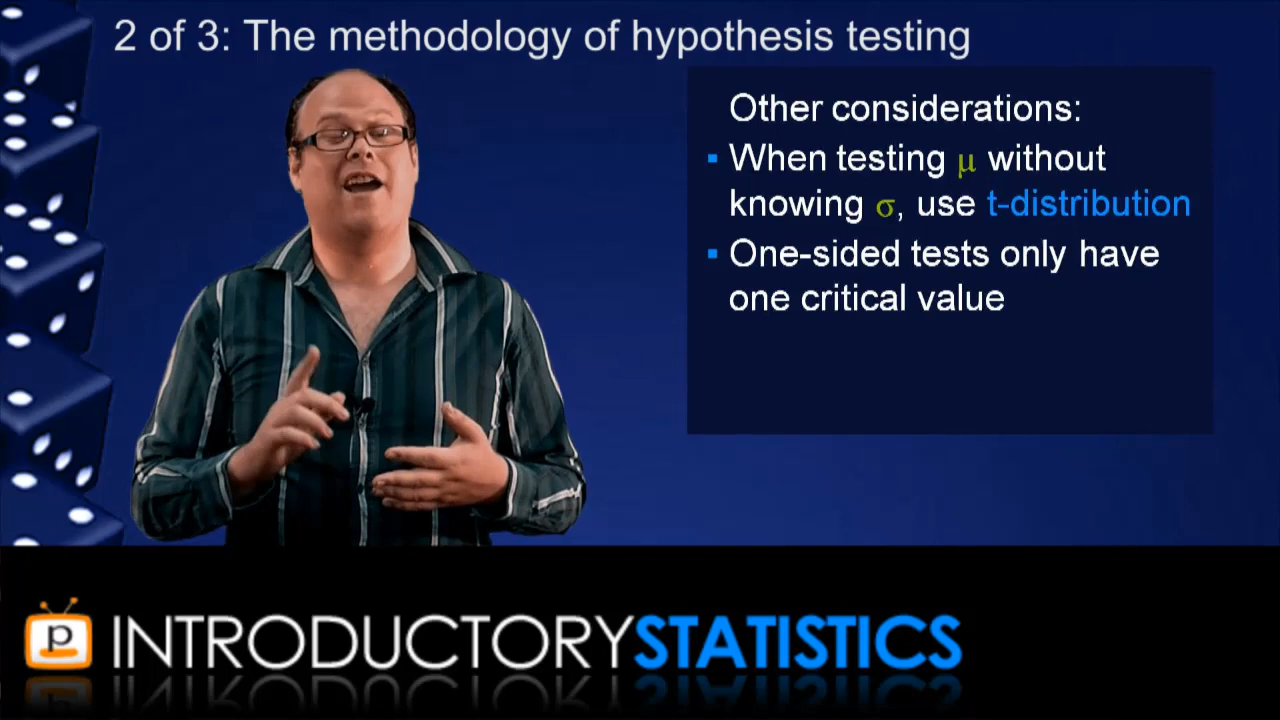 2 of 3: The methodology of hypothesis testing
Other considerations:
▪ When testing μ without
knowing σ, use t-distribution
▪ One-sided tests only have
one critical value
p
INTRODUCTORYSTATISTICS